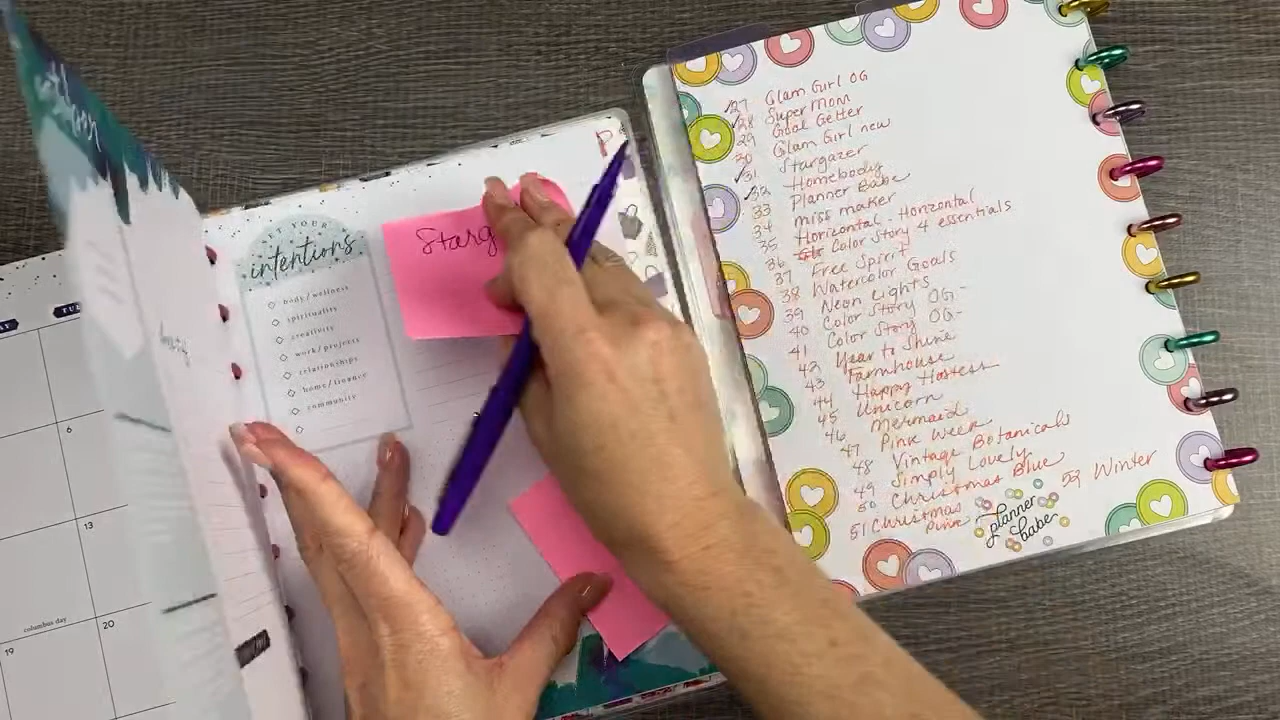 TUE
6
13
columbus day
19
20
SET YOUR
intentions
body/wellness
spirituality
creativity
work/projects
relationships
home/finance
community
Starg
✓27 Glam Girl OG
28 Super Mom
29 Goal Getter
30 Glam Girl new
✓31 Stargazer
✓32 Homebody
33 Planner Babe
34 miss maker
35 Horizontal - Horizontal
36 Color Story 4 essentials
37 Free Spirit
38 Watercolor Goals
39 Neon Lights
40 Color Story OG-
41 Color Story OG-
42 Year to Shine
43 Farmhouse
44 Happy Hostess
45 Unicorn
46 Mermaid
47 Pink Week
48 Vintage Botanicals
49 Simply Lovely
50 Christmas Blue
51 Christmas Pink
52 Winter
planner
babe